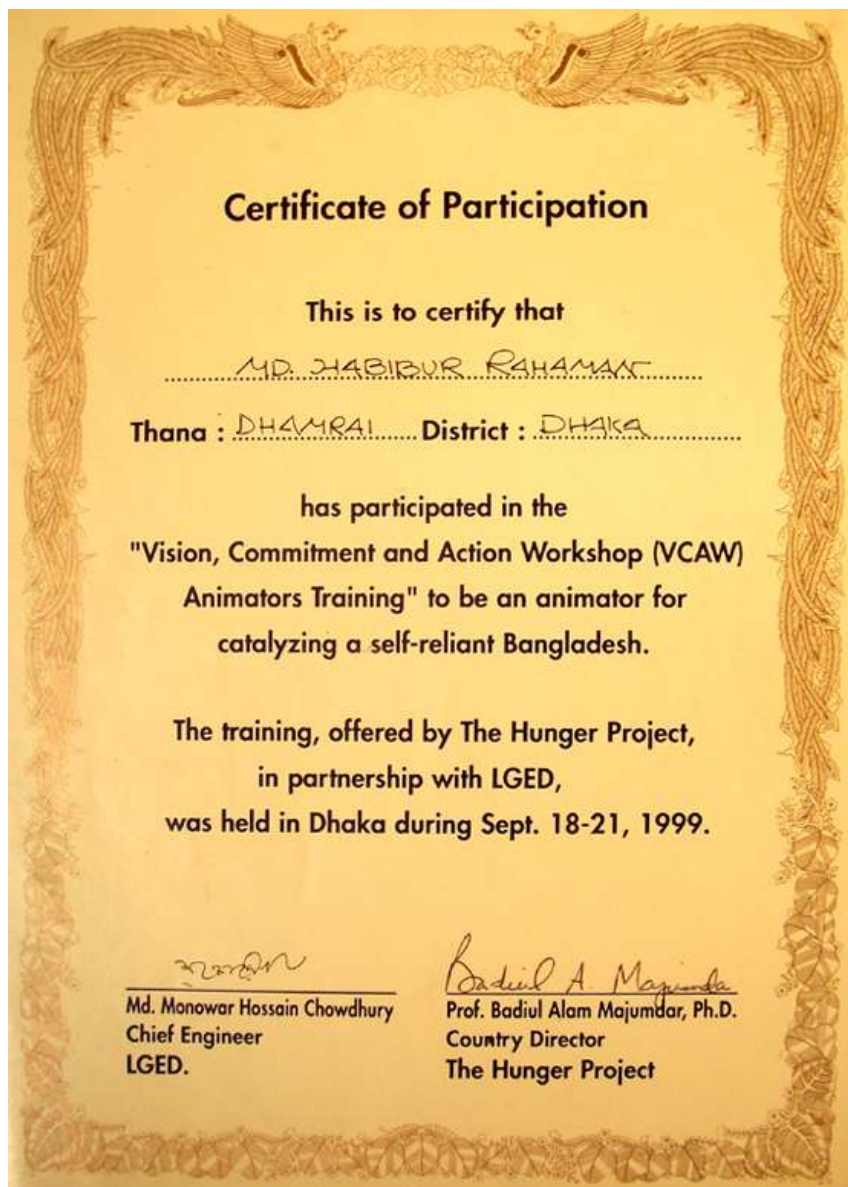 Certificate of Participation
This is to certify that
MD. HABIBUR RAHAMAN
Thana : DHAMRAI District : DHAKA
has participated in the
"Vision, Commitment and Action Workshop (VCAW)
Animators Training" to be an animator for
catalyzing a self-reliant Bangladesh.
The training, offered by The Hunger Project,
in partnership with LGED,
was held in Dhaka during Sept. 18-21, 1999.
Badiul A. Majumdar
Md. Monowar Hossain Chowdhury
Chief Engineer
LGED.
Prof. Badiul Alam Majumdar, Ph.D.
Country Director
The Hunger Project